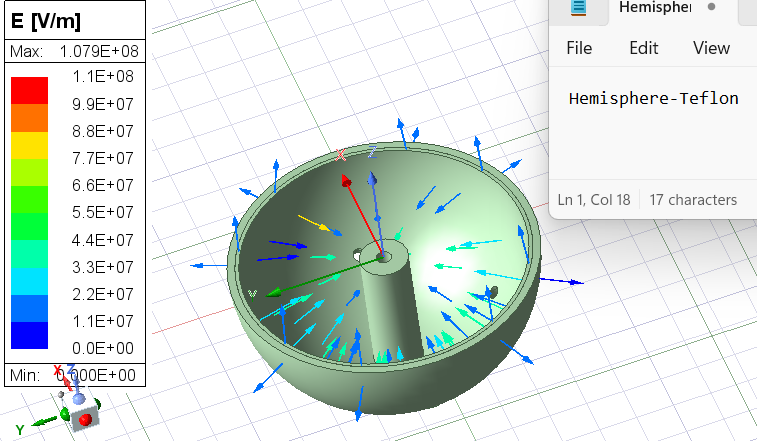 E [V/m]
Max: 1.079E+08
1.1E+08
9.9E+07
8.8E+07
7.7E+07
6.6E+07
5.5E+07
4.4E+07
3.3E+07
2.2E+07
1.1E+07
0.0E+00
Min: 0.000E+00
X
Z
Y
X
Z
Y
Hemisphe
File Edit View
Hemisphere-Teflon
Ln 1, Col 18 17 characters